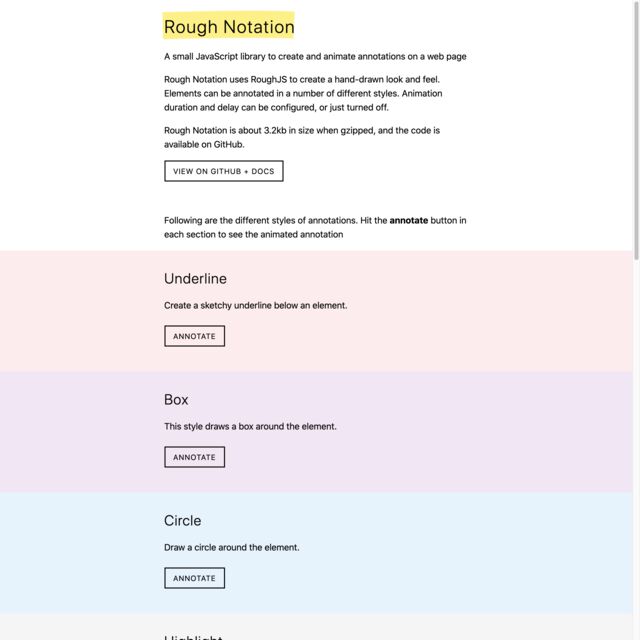 Rough Notation
A small JavaScript library to create and animate annotations on a web page
Rough Notation uses RoughJS to create a hand-drawn look and feel.
Elements can be annotated in a number of different styles. Animation
duration and delay can be configured, or just turned off.
Rough Notation is about 3.2kb in size when gzipped, and the code is
available on GitHub.
VIEW ON GITHUB + DOCS
Following are the different styles of annotations. Hit the annotate button in
each section to see the animated annotation
Underline
Create a sketchy underline below an element.
ANNOTATE
Box
This style draws a box around the element.
ANNOTATE
Circle
Draw a circle around the element.
ANNOTATE
Highlight